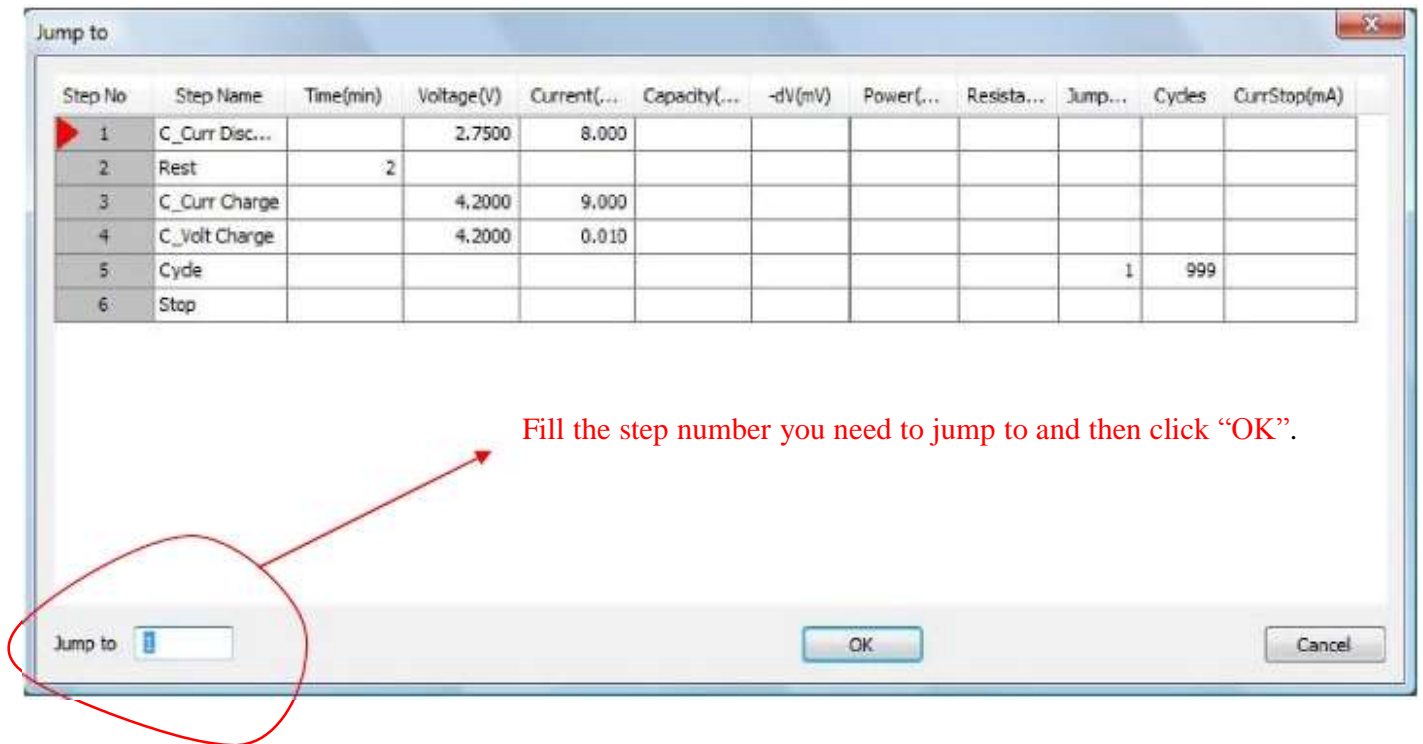 Jump to
Step No Step Name Time(min) Voltage(V) Current(... Capacity(... -dV(mV) Power(... Resista... Jump... Cycles CurrStop(mA)
1 C_Curr Disc... 2.7500 8.000
2 Rest 2
3 C_Curr Charge 4.2000 9.000
4 C_Volt Charge 4.2000 0.010
5 Cycle 1 999
6 Stop
Fill the step number you need to jump to and then click “OK”.
Jump to 1 OK Cancel